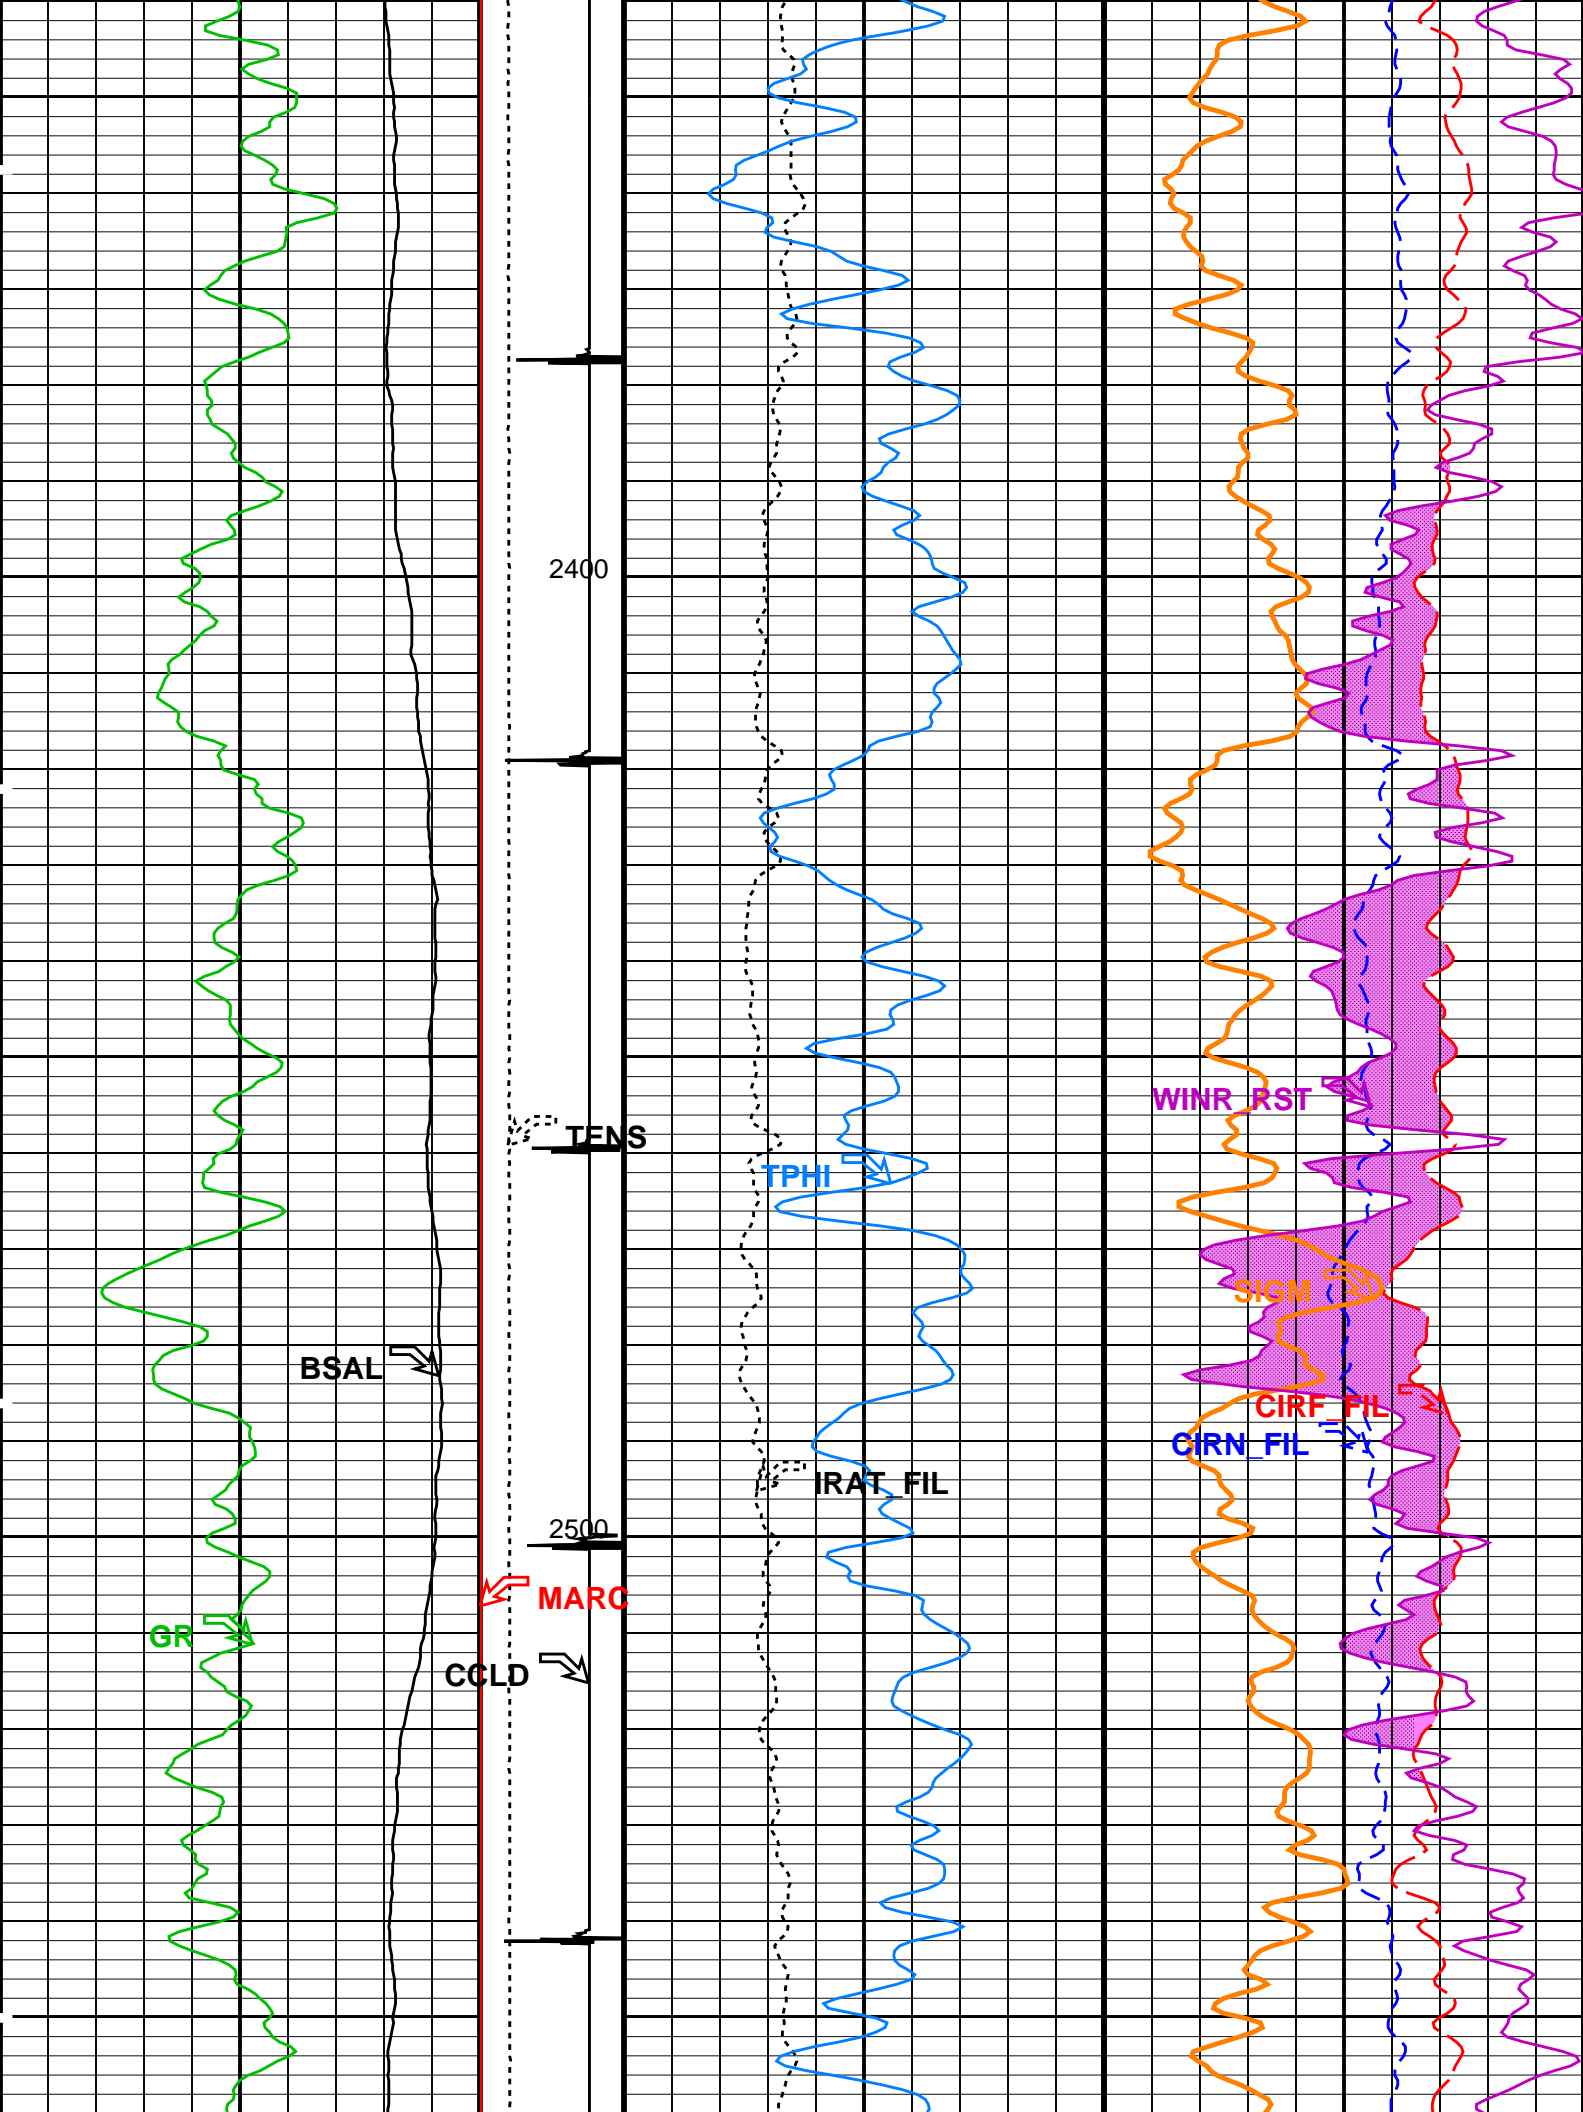 2400
WINR_RST
TENS
TPHI
SIGM
BSAL
CIRF_FIL
CIRN_FIL
IRAT_FIL
2500
MARC
GR
CCLD